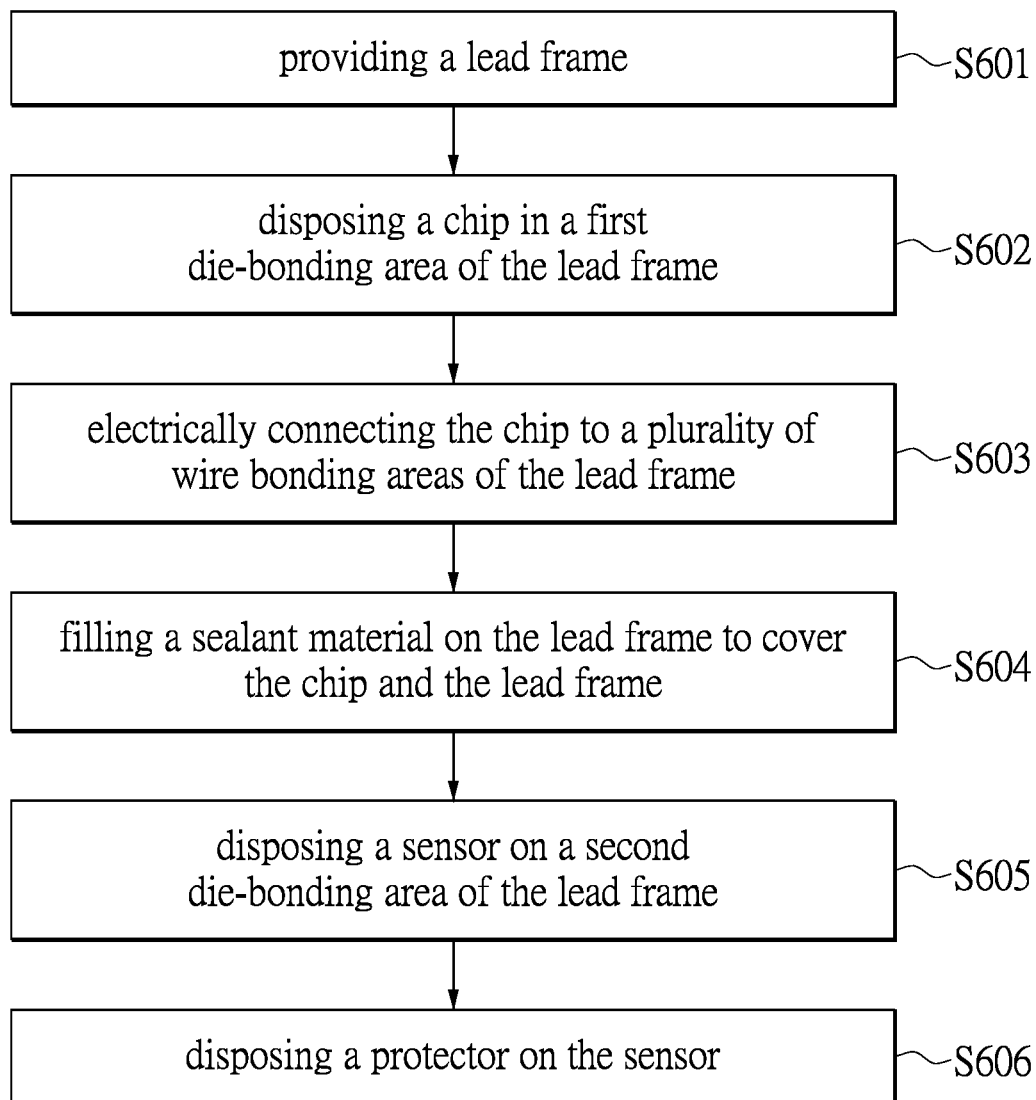 providing a lead frame
S601
disposing a chip in a first
die-bonding area of the lead frame
S602
electrically connecting the chip to a plurality of
wire bonding areas of the lead frame
S603
filling a sealant material on the lead frame to cover
the chip and the lead frame
S604
disposing a sensor on a second
die-bonding area of the lead frame
S605
disposing a protector on the sensor
S606